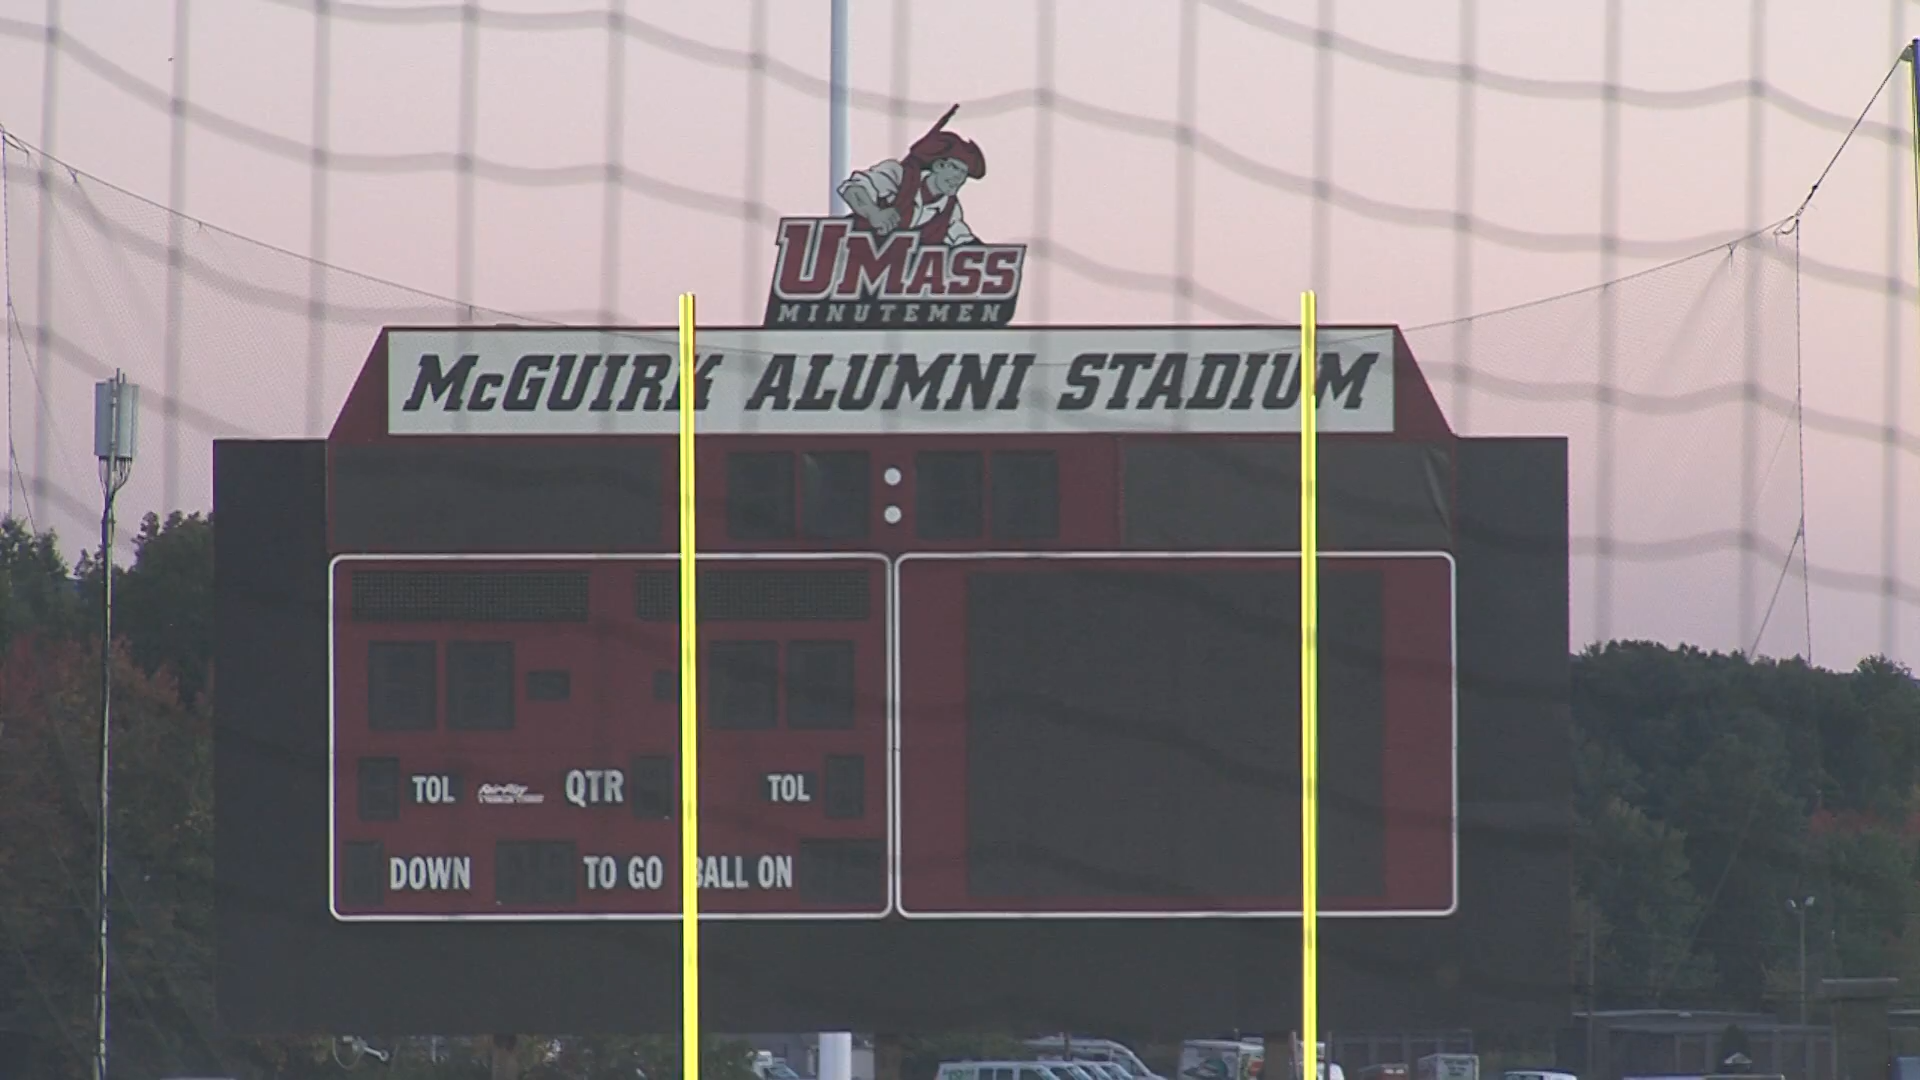 UMASS
MINUTEMEN
McGUIRK ALUMNI STADIUM
TOL QTR TOL
DOWN TO GO BALL ON